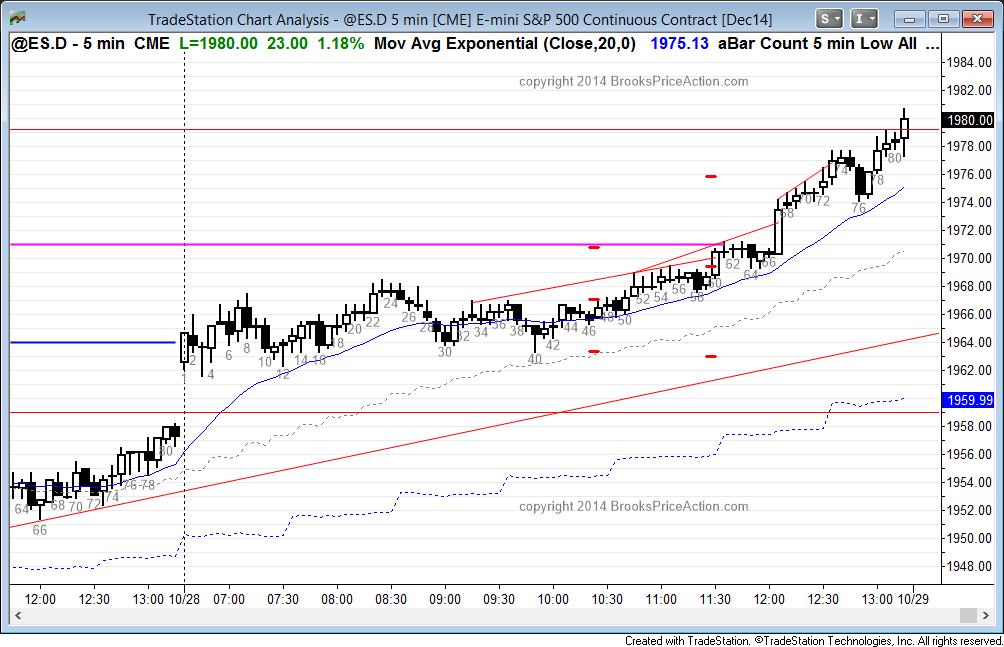 TradeStation Chart Analysis - @ES.D 5 min [CME] E-mini S&P 500 Continuous Contract [Dec14]
S I
@ES.D - 5 min CME L=1980.00 23.00 1.18% Mov Avg Exponential (Close,20,0) 1975.13 aBar Count 5 min Low All ...
1984.00
copyright 2014 BrooksPriceAction.com
1982.00
1980.00
1978.00
80
74
1976.00
78
1974.00
68 70 72 76
1972.00
1970.00
62 64 66
1968.00
52 54 56 58 60
24
1966.00
20 22 26 28 32 34 36 38 44 46 48 50
1964.00
2 6 8 18 30 40 42
1962.00
4 10 12 14 16
1959.99
1958.00
80
1956.00
1954.00
76 78
64 68 70 72 74
1952.00
66
copyright 2014 BrooksPriceAction.com
1950.00
1948.00
12:00 12:30 13:00 10/28 07:00 07:30 08:00 08:30 09:00 09:30 10:00 10:30 11:00 11:30 12:00 12:30 13:00 10/29
Created with TradeStation. ©TradeStation Technologies, Inc. All rights reserved.